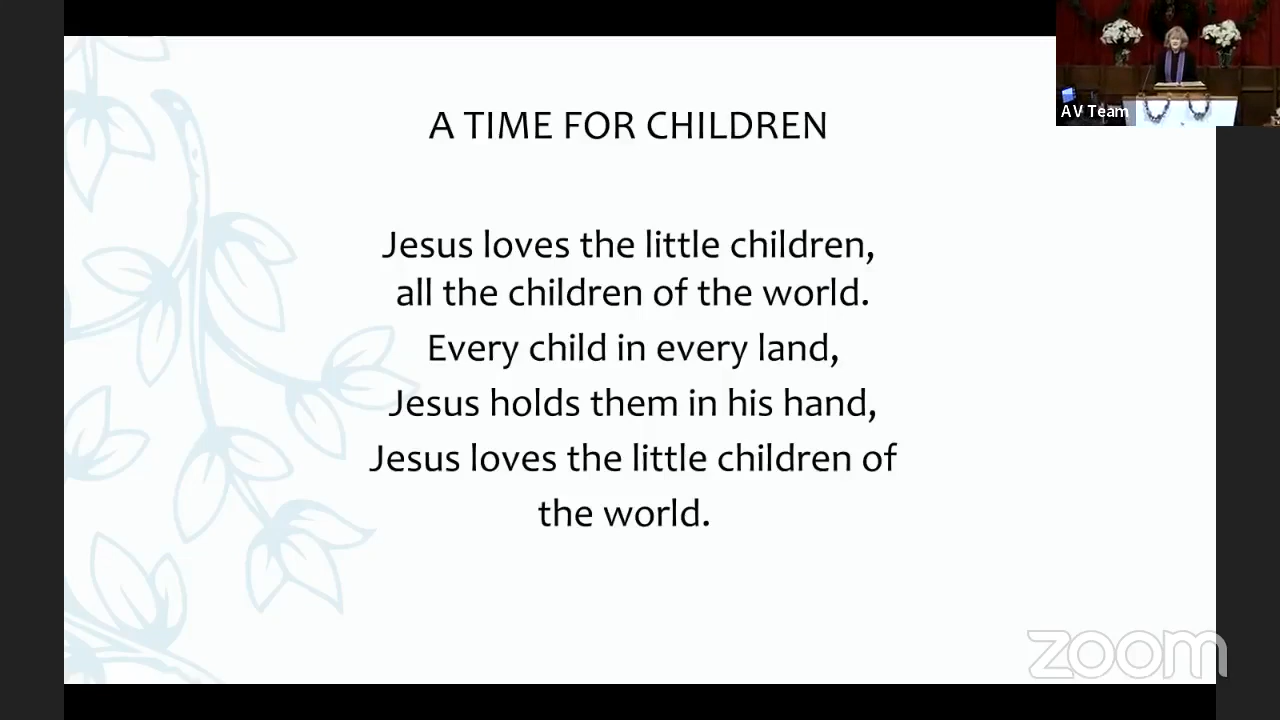 AV Team
A TIME FOR CHILDREN
Jesus loves the little children,
all the children of the world.
Every child in every land,
Jesus holds them in his hand,
Jesus loves the little children of
the world.
zoom